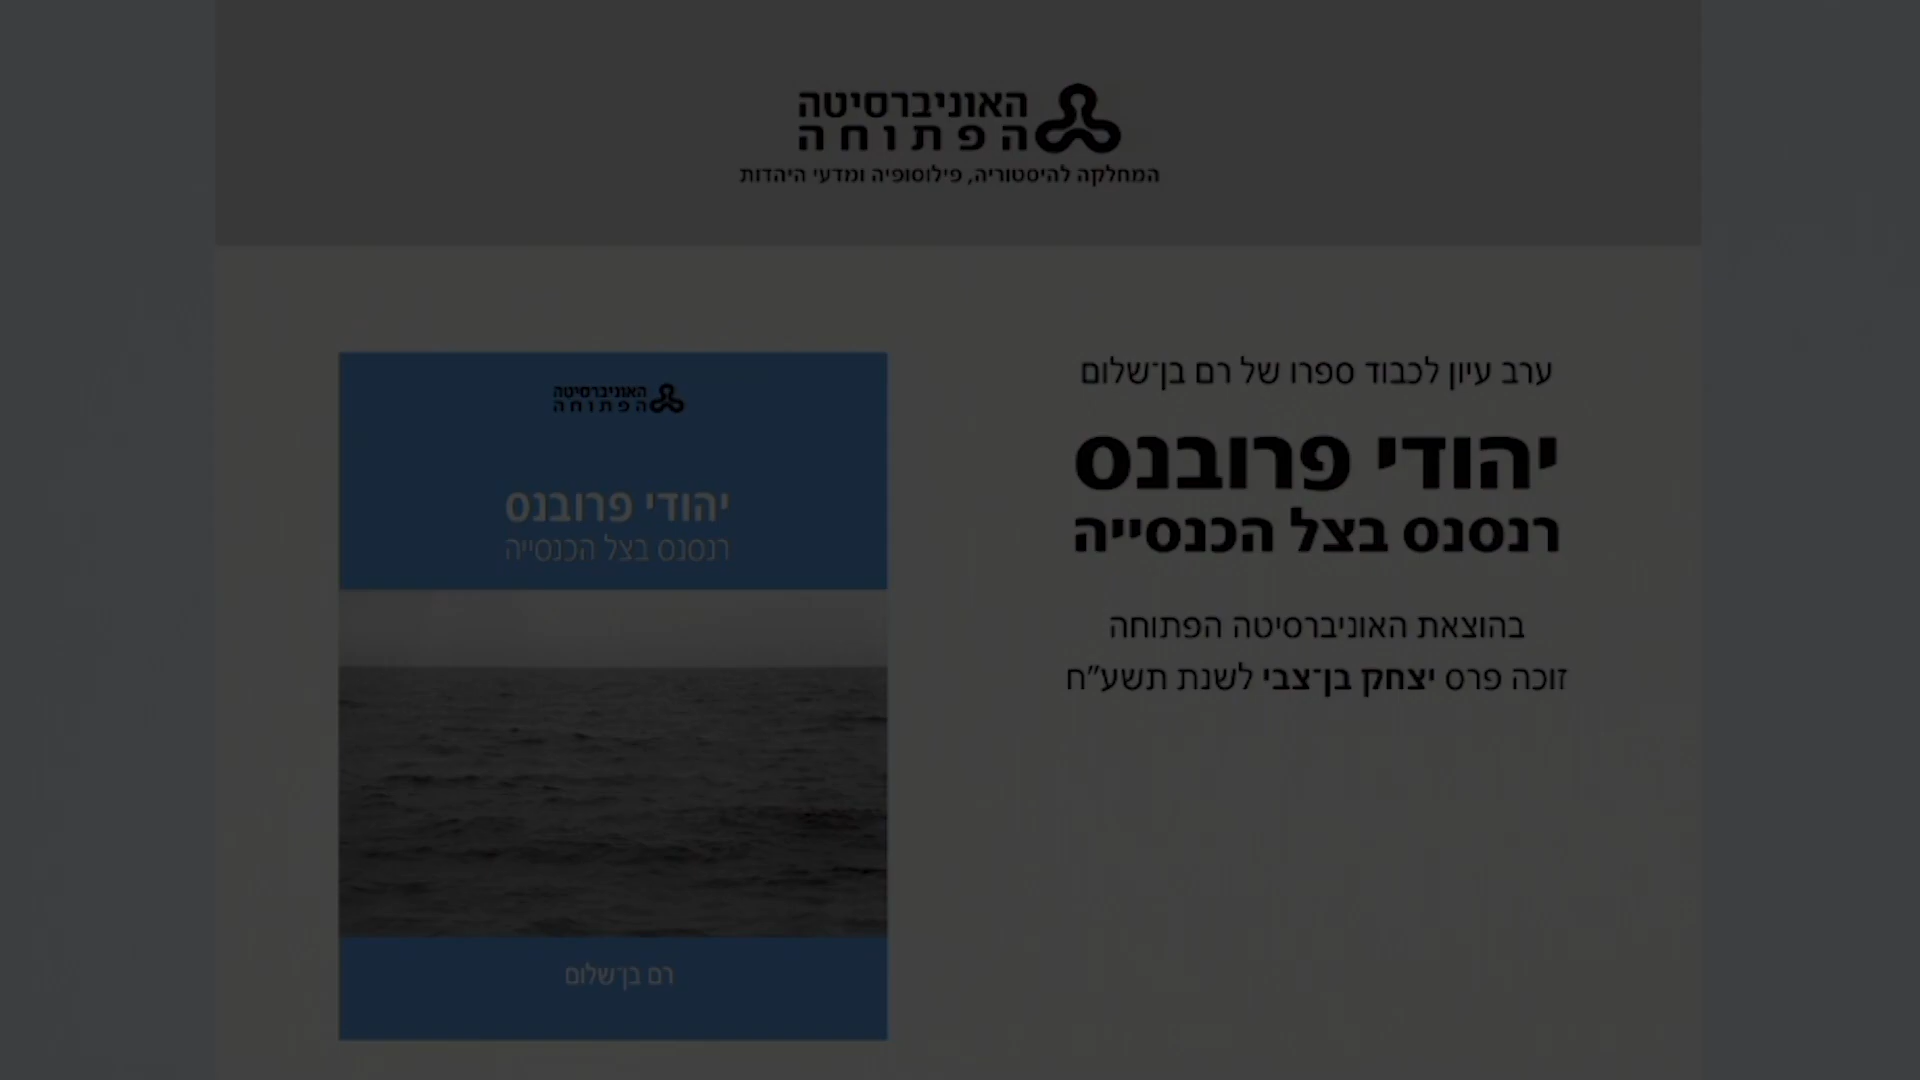 האוניברסיטה
הפתוחה
המחלקה להיסטוריה, פילוסופיה ומדעי היהדות
ערב עיון לכבוד ספרו של רם בן־שלום
יהודי פרובנס
רנסנס בצל הכנסייה
בהוצאת האוניברסיטה הפתוחה
זוכה פרס יצחק בן־צבי לשנת תשע״ח
האוניברסיטה
הפתוחה
יהודי פרובנס
רנסנס בצל הכנסייה
רם בן־שלום